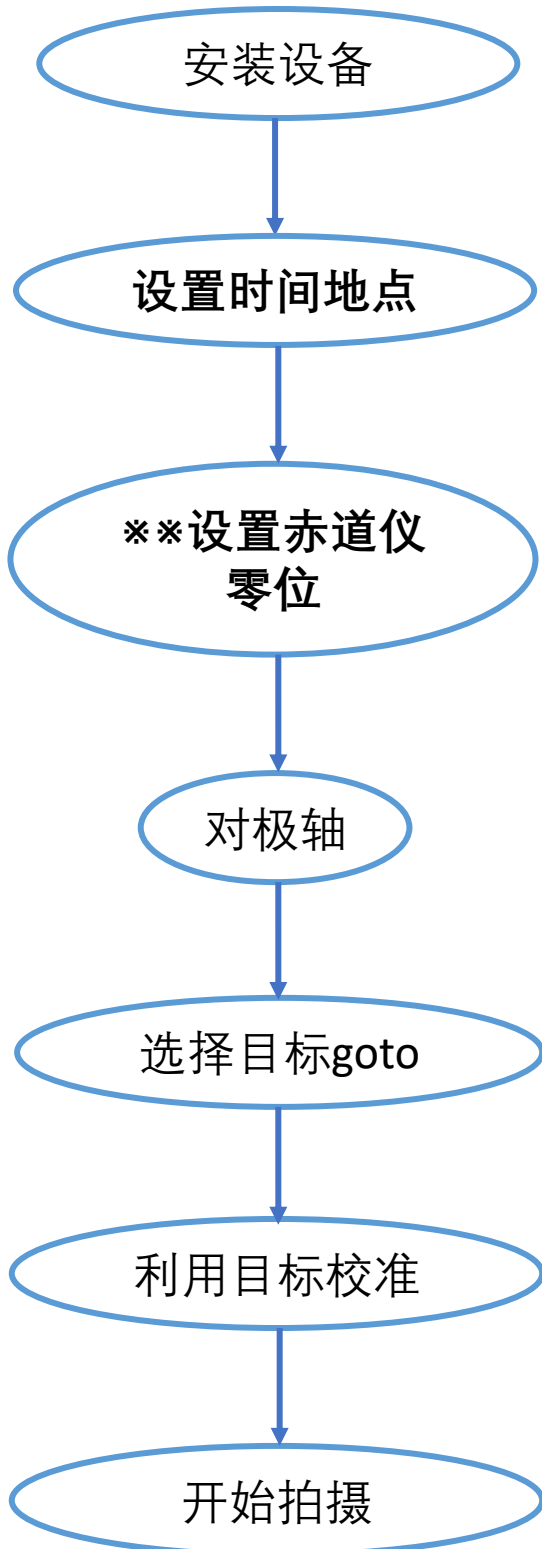 安装设备
设置时间地点
※※设置赤道仪
零位
对极轴
选择目标goto
利用目标校准
开始拍摄